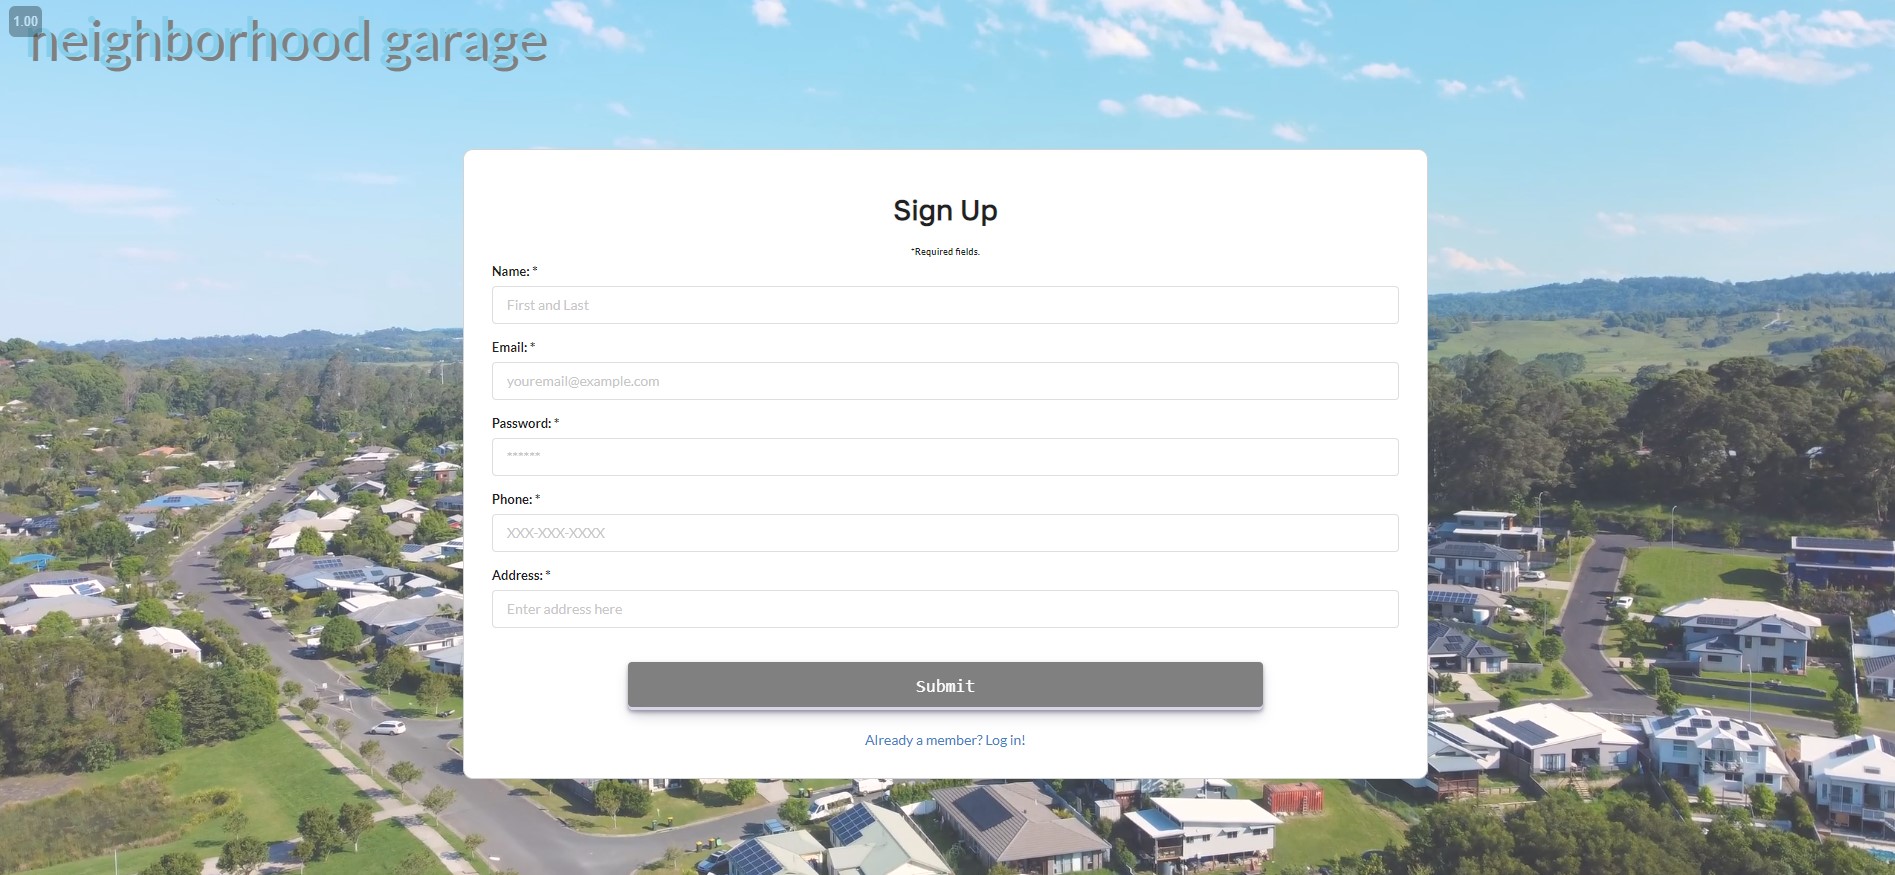 1.00
neighborhood garage
Sign Up
*Required fields.
Name: *
First and Last
Email: *
youremail@example.com
Password: *
******
Phone: *
XXX-XXX-XXXX
Address: *
Enter address here
Submit
Already a member? Log in!